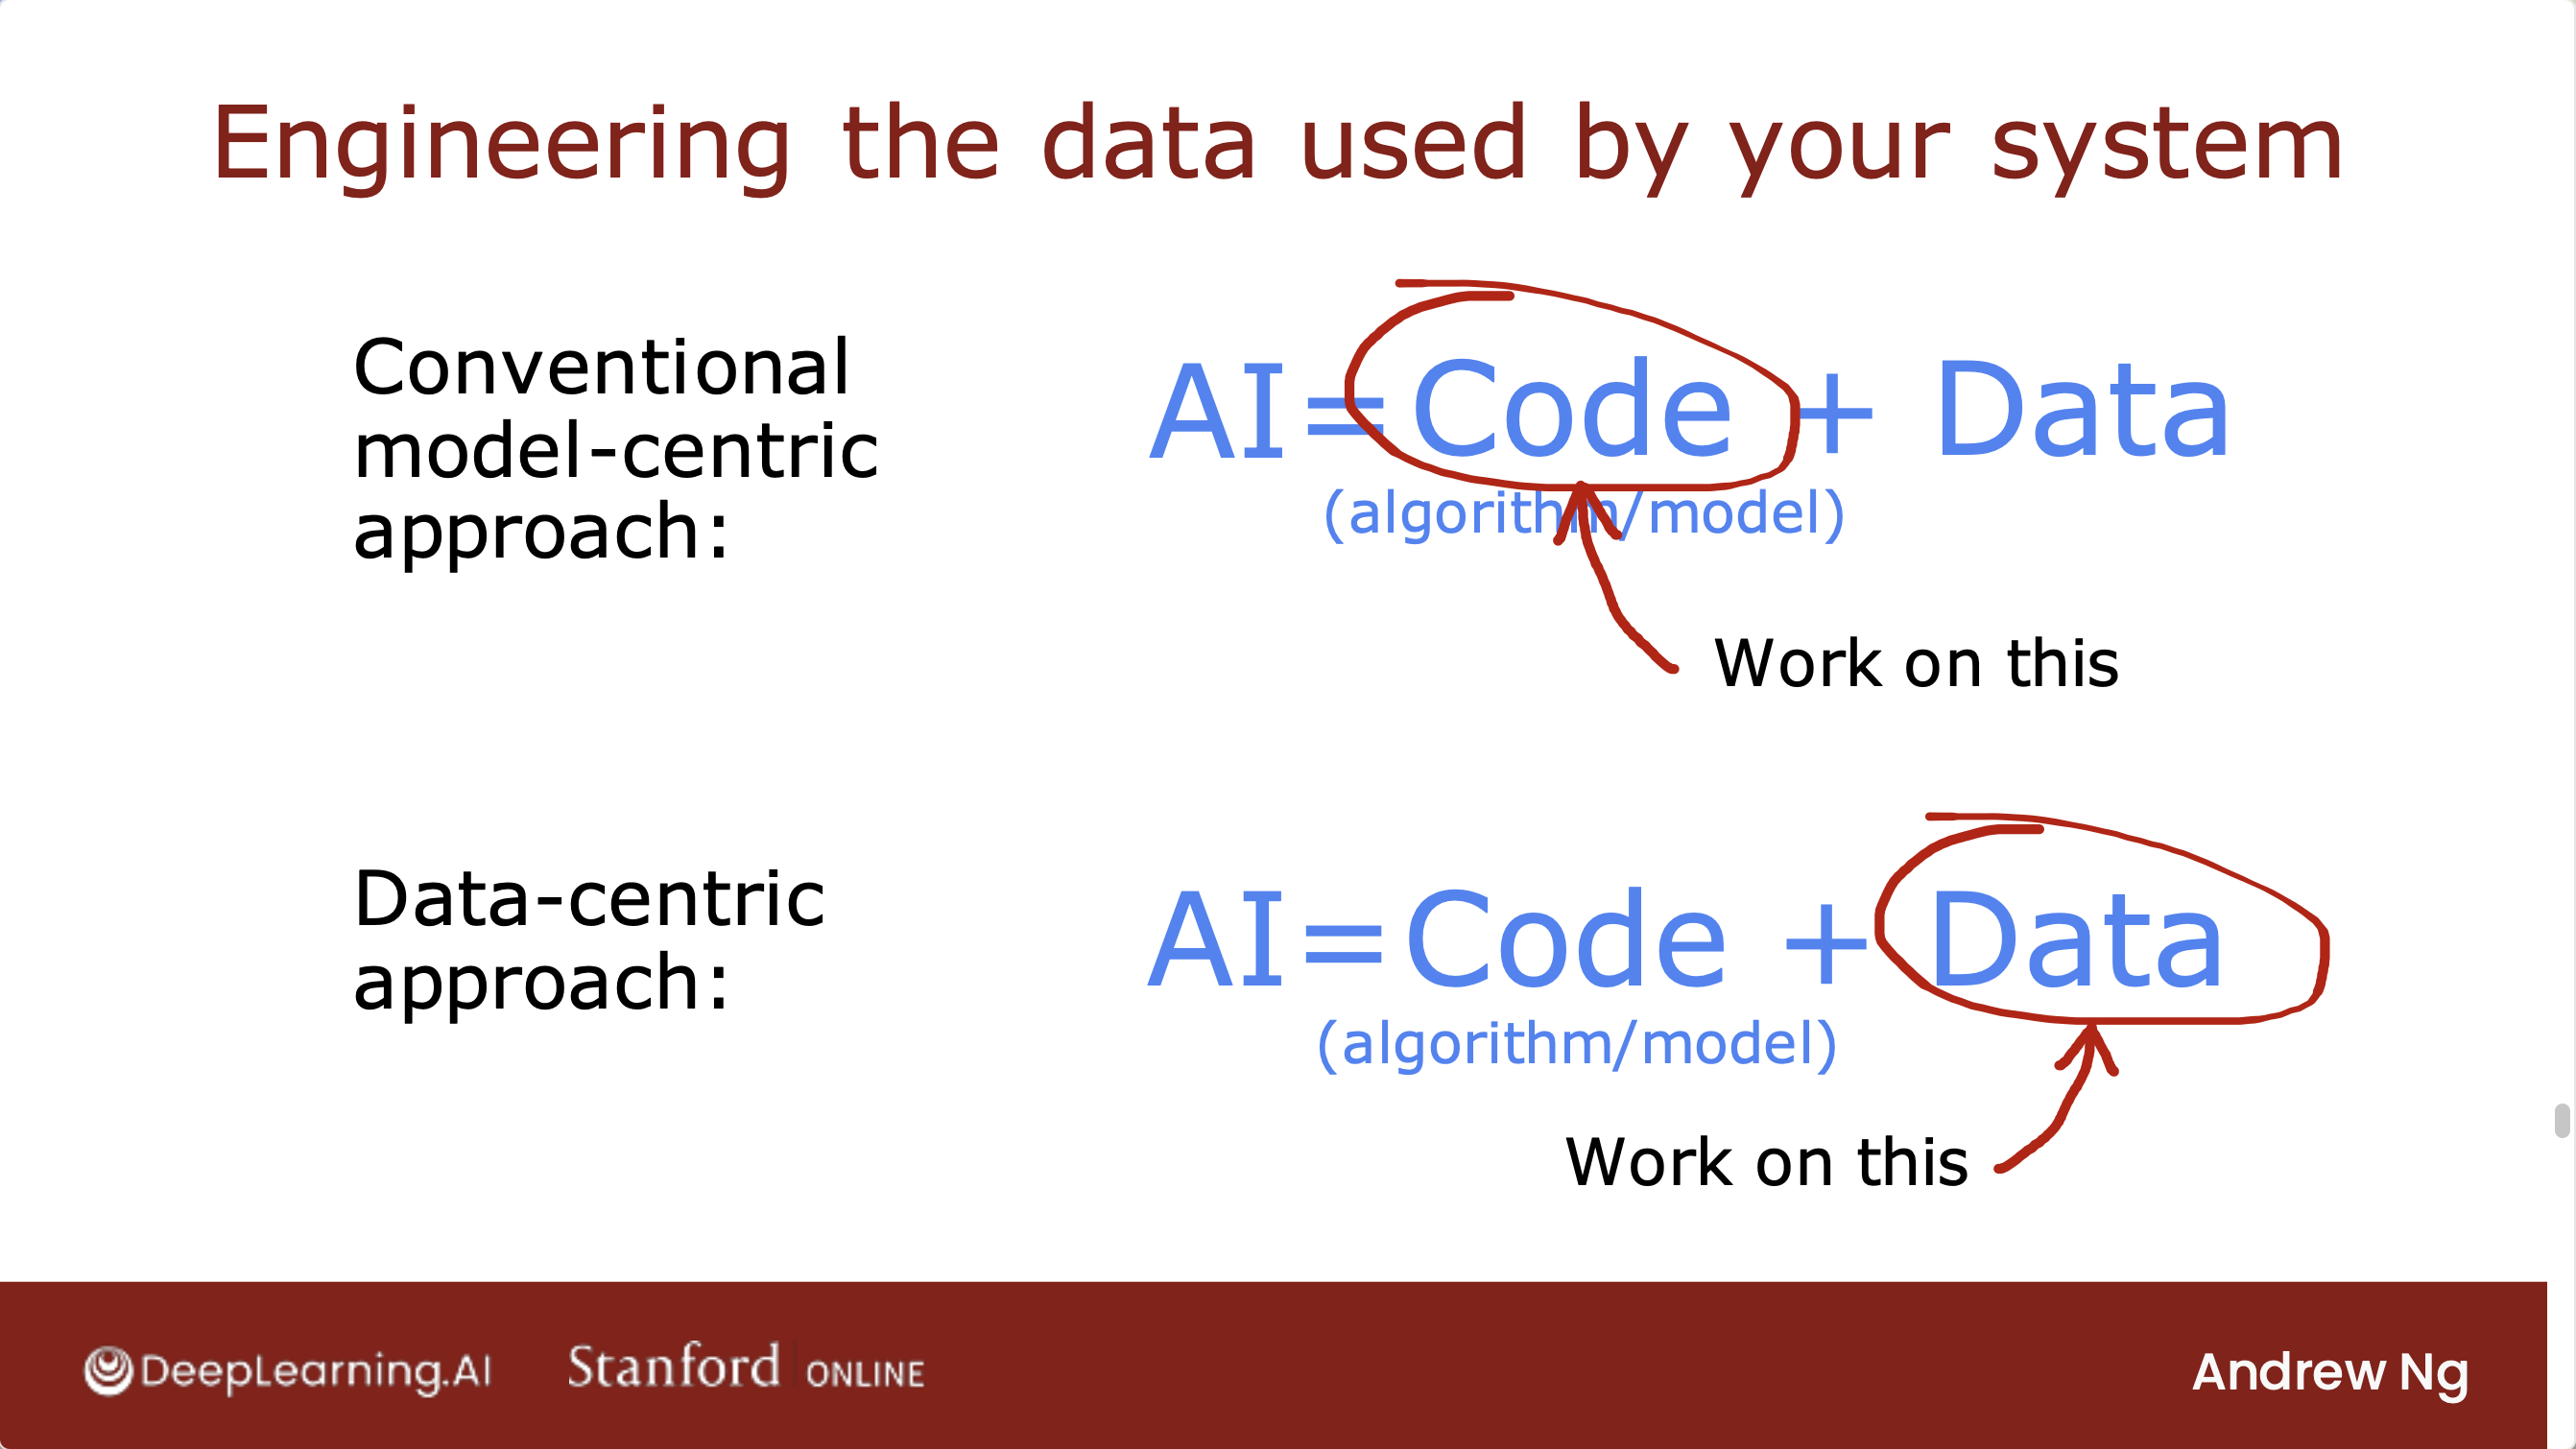 Engineering the data used by your system
Conventional
model-centric
approach:
AI=Code + Data
(algorithm/model)
Work on this
Data-centric
approach:
AI=Code + Data
(algorithm/model)
Work on this
DeepLearning.AI
Stanford ONLINE
Andrew Ng